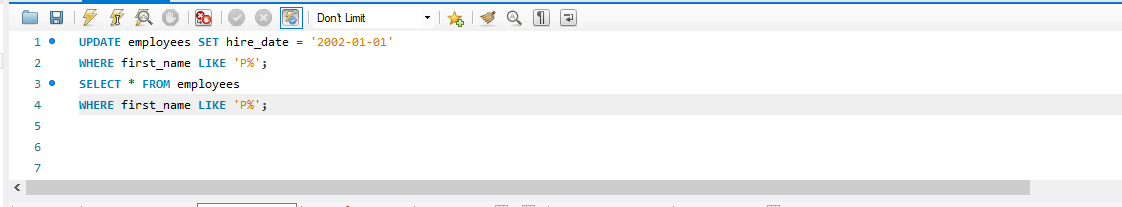 Don't Limit
1 UPDATE employees SET hire_date = '2002-01-01'
2 WHERE first_name LIKE 'P%';
3 SELECT * FROM employees
4 WHERE first_name LIKE 'P%';
5
6
7